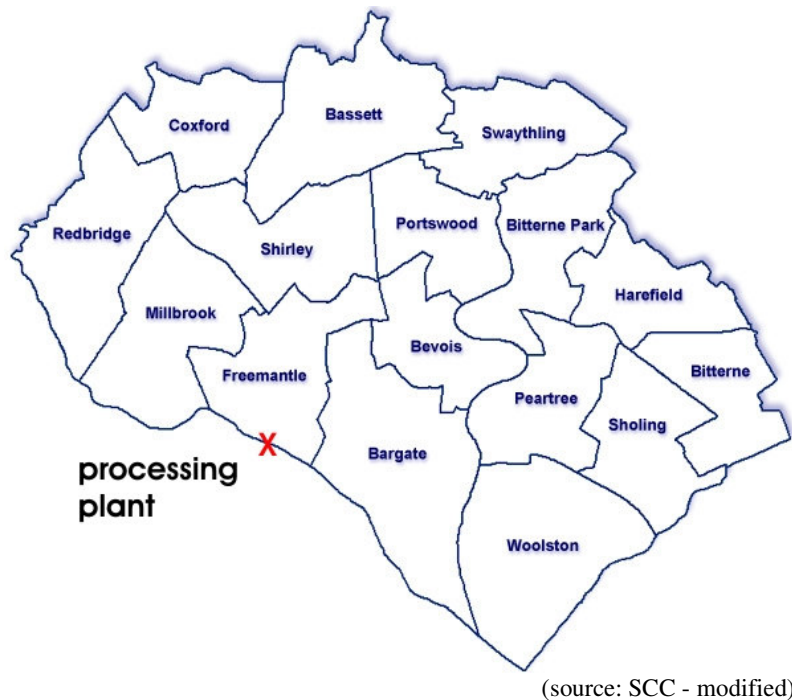 Bassett
Coxford
Swaythling
Redbridge
Shirley
Portswood
Bitterne Park
Millbrook
Harefield
Freemantle
Bevois
Bitterne
Peartree
Sholing
Bargate
X
processing
plant
Woolston
(source: SCC - modified)